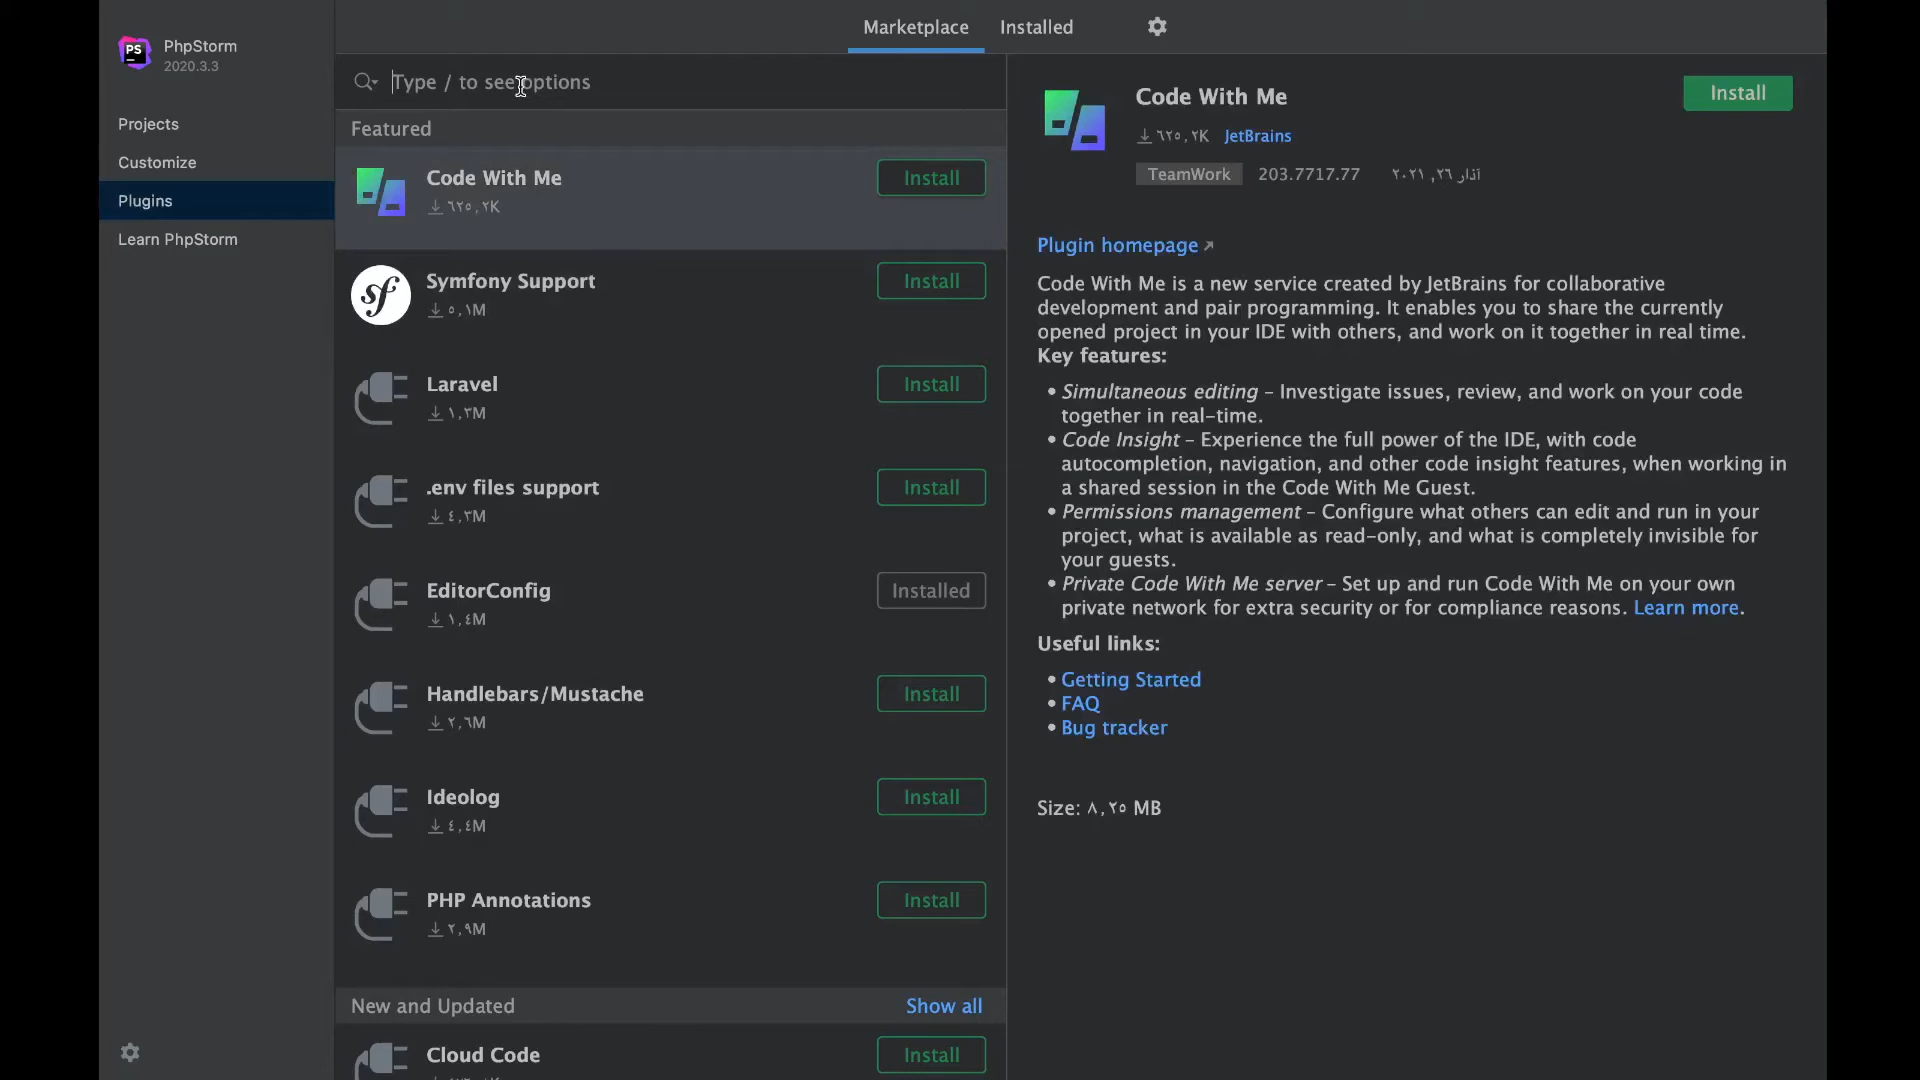 Marketplace
Installed
PS
PhpStorm
2020.3.3
Projects
Customize
Plugins
Learn PhpStorm
Type / to see options
Featured
Code With Me
Install
٦٢٥,٢K
Symfony Support
Install
٥,١M
Laravel
Install
١,٣M
.env files support
Install
٤,٣M
EditorConfig
Installed
١,٤M
Handlebars/Mustache
Install
٢,٦M
Ideolog
Install
٤,٤M
PHP Annotations
Install
٢,٩M
New and Updated
Show all
Cloud Code
Install
Code With Me
Install
٦٢٥,٢K JetBrains
TeamWork 203.7717.77 آذار ٢٦, ٢٠٢١
Plugin homepage
Code With Me is a new service created by JetBrains for collaborative
development and pair programming. It enables you to share the currently
opened project in your IDE with others, and work on it together in real time.
Key features:
• Simultaneous editing – Investigate issues, review, and work on your code
together in real-time.
• Code Insight – Experience the full power of the IDE, with code
autocompletion, navigation, and other code insight features, when working in
a shared session in the Code With Me Guest.
• Permissions management – Configure what others can edit and run in your
project, what is available as read-only, and what is completely invisible for
your guests.
• Private Code With Me server – Set up and run Code With Me on your own
private network for extra security or for compliance reasons. Learn more.
Useful links:
• Getting Started
• FAQ
• Bug tracker
Size: ٨,٢٥ MB